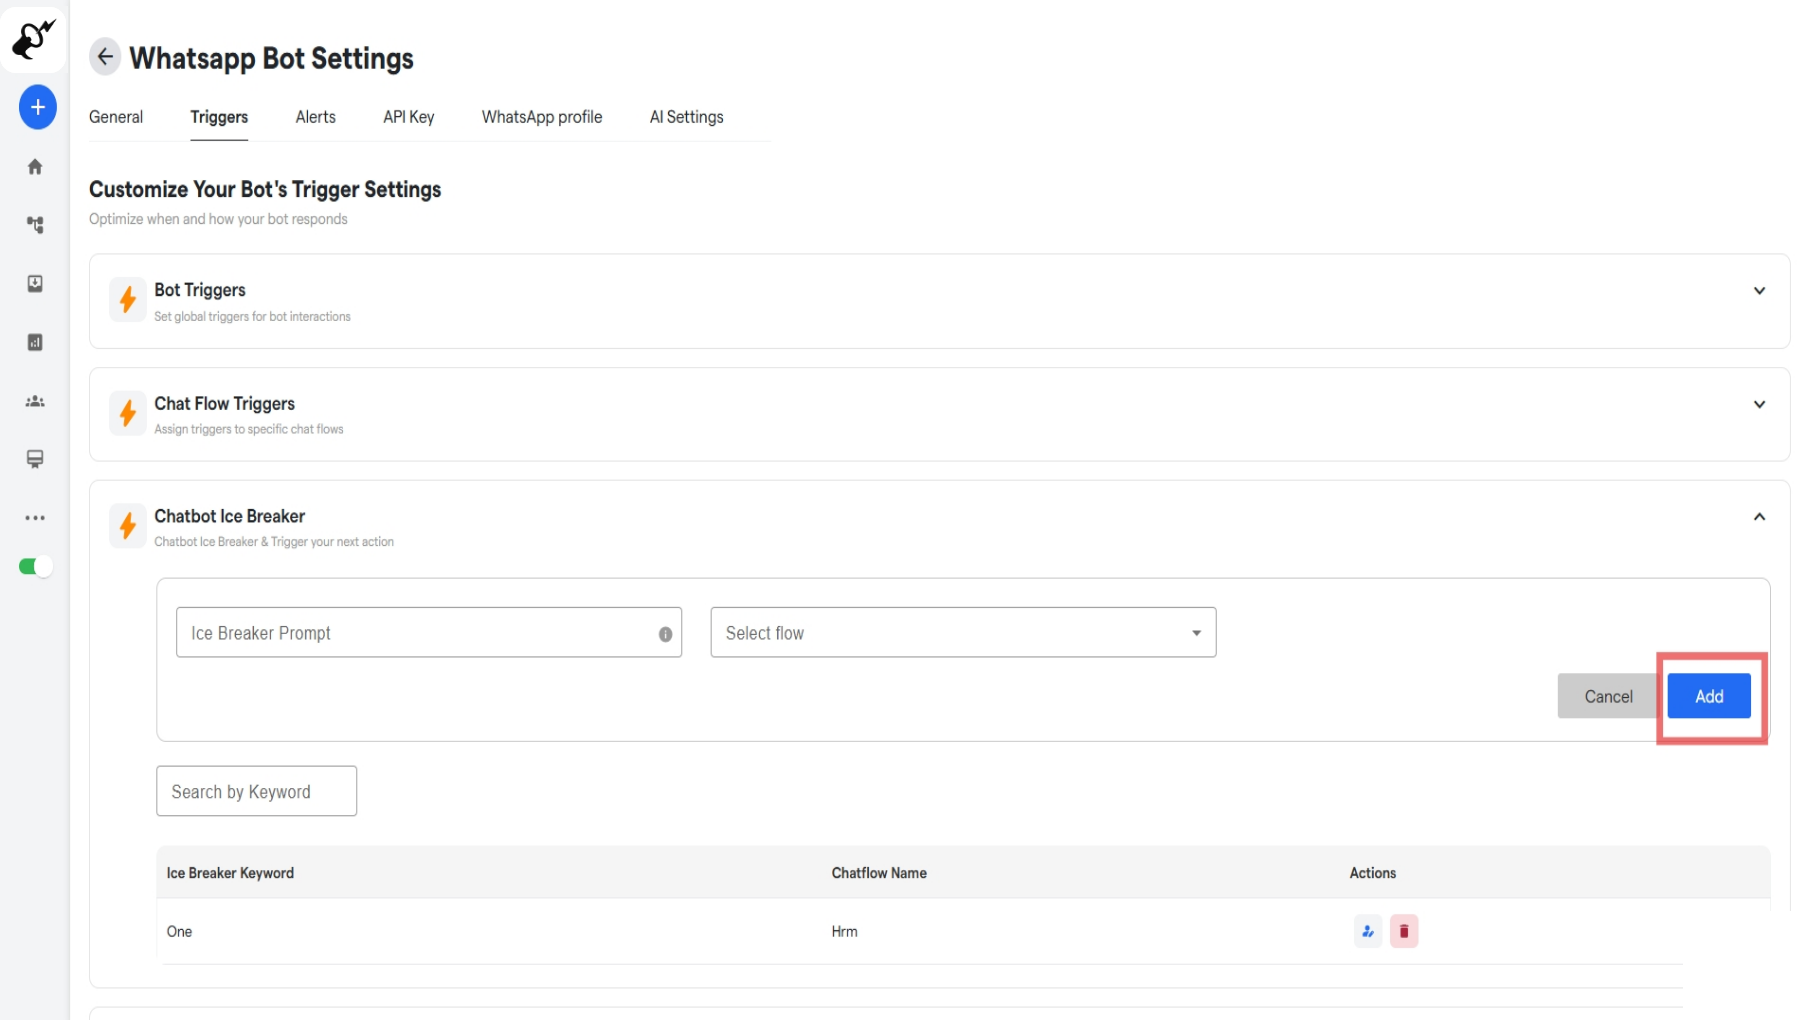 Whatsapp Bot Settings
General Triggers Alerts API Key WhatsApp profile AI Settings
Customize Your Bot's Trigger Settings
Optimize when and how your bot responds
Bot Triggers
Set global triggers for bot interactions
Chat Flow Triggers
Assign triggers to specific chat flows
Chatbot Ice Breaker
Chatbot Ice Breaker & Trigger your next action
Ice Breaker Prompt Select flow
Cancel Add
Search by Keyword
Ice Breaker Keyword Chatflow Name Actions
One Hrm